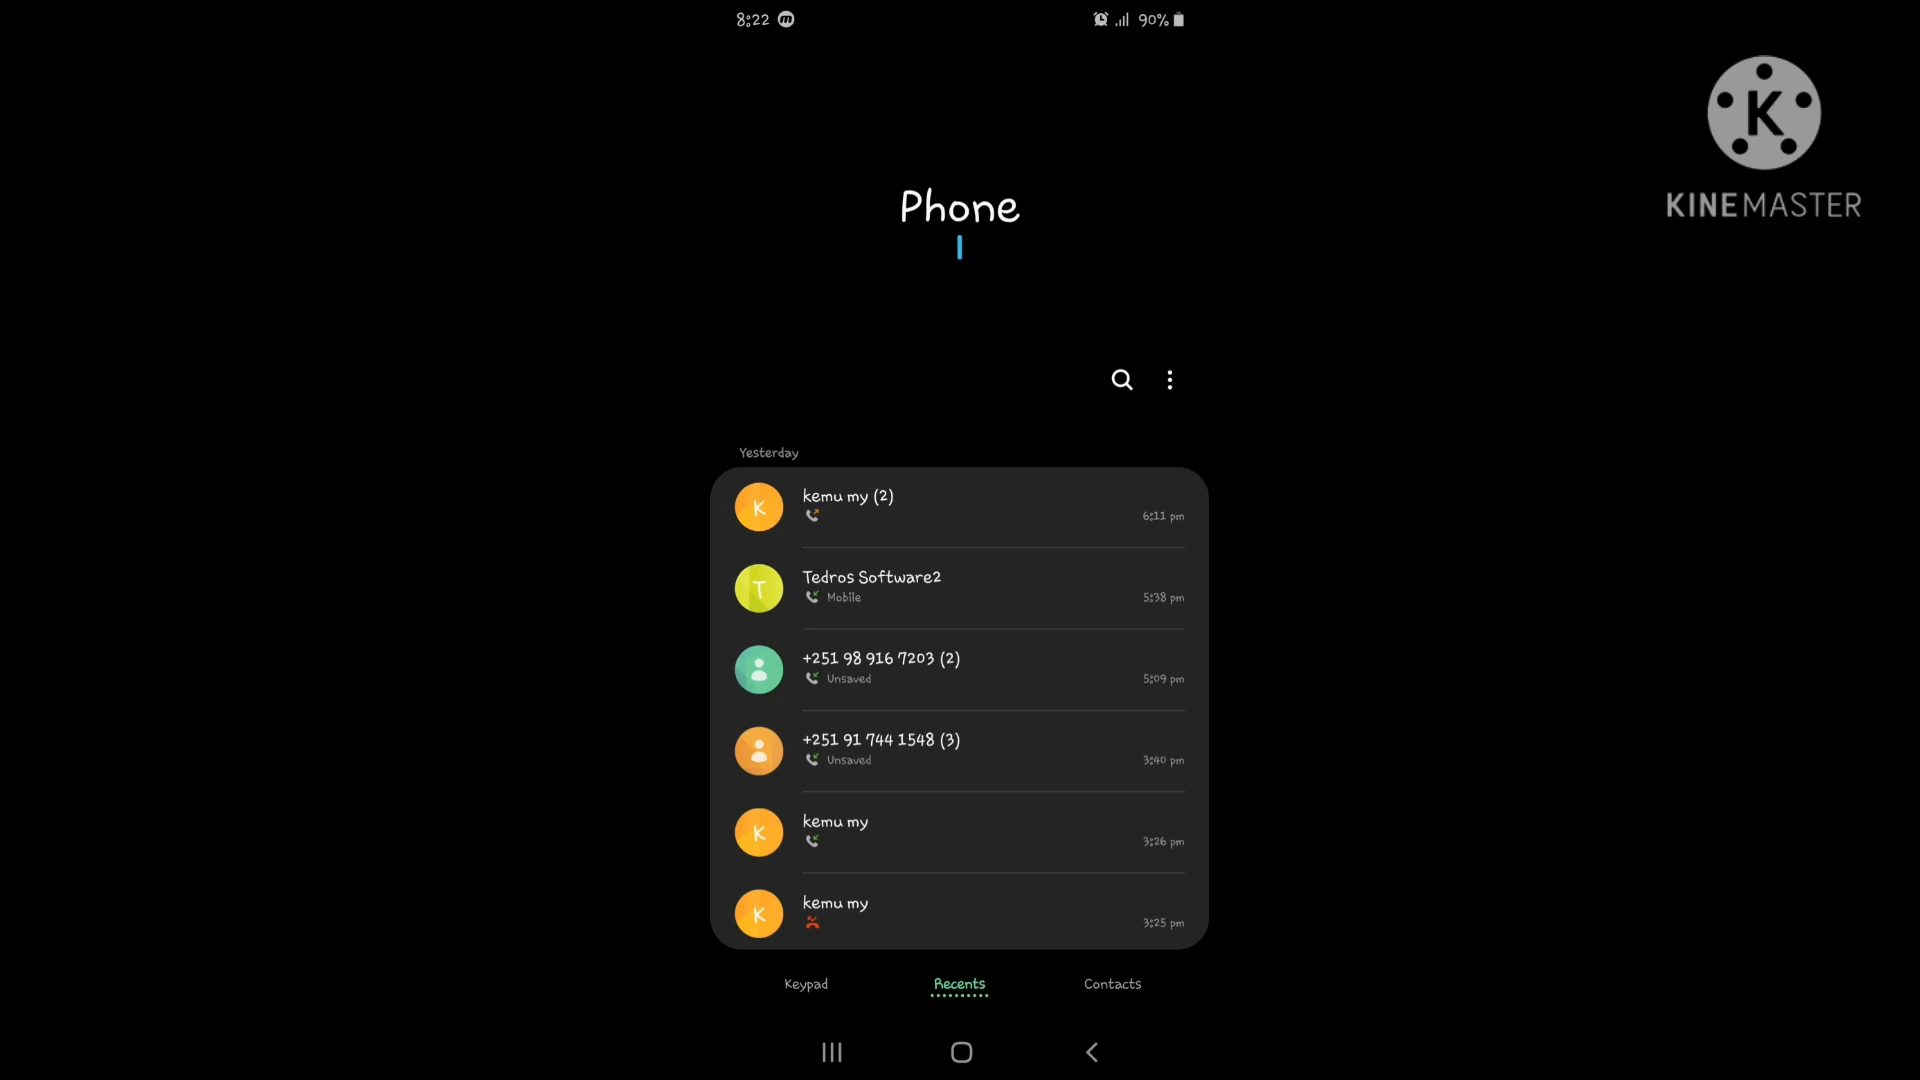 8:22
90%
K
KINEMASTER
Phone
Yesterday
K
kemu my (2)
6:11 pm
T
Tedros Software2
Mobile
5:38 pm
+251 98 916 7203 (2)
Unsaved
5:09 pm
+251 91 744 1548 (3)
Unsaved
3:40 pm
K
kemu my
3:26 pm
K
kemu my
3:25 pm
Keypad
Recents
Contacts